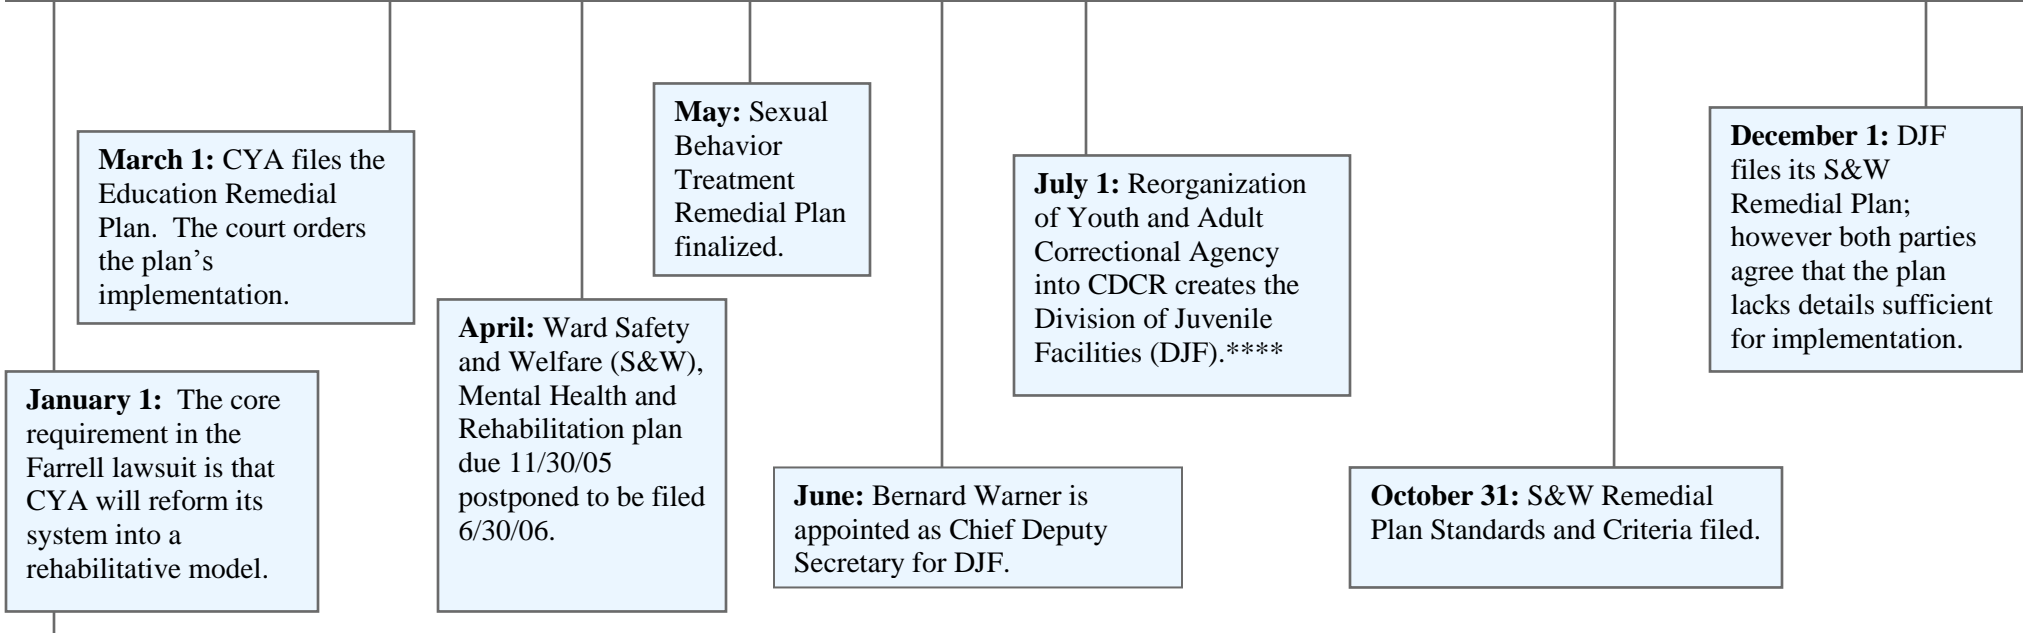 January 1: The core
requirement in the
Farrell lawsuit is that
CYA will reform its
system into a
rehabilitative model.
March 1: CYA files the
Education Remedial
Plan. The court orders
the plan’s
implementation.
April: Ward Safety
and Welfare (S&W),
Mental Health and
Rehabilitation plan
due 11/30/05
postponed to be filed
6/30/06.
May: Sexual
Behavior
Treatment
Remedial Plan
finalized.
June: Bernard Warner is
appointed as Chief Deputy
Secretary for DJF.
July 1: Reorganization
of Youth and Adult
Correctional Agency
into CDCR creates the
Division of Juvenile
Facilities (DJF).****
October 31: S&W Remedial
Plan Standards and Criteria filed.
December 1: DJF
files its S&W
Remedial Plan;
however both parties
agree that the plan
lacks details sufficient
for implementation.